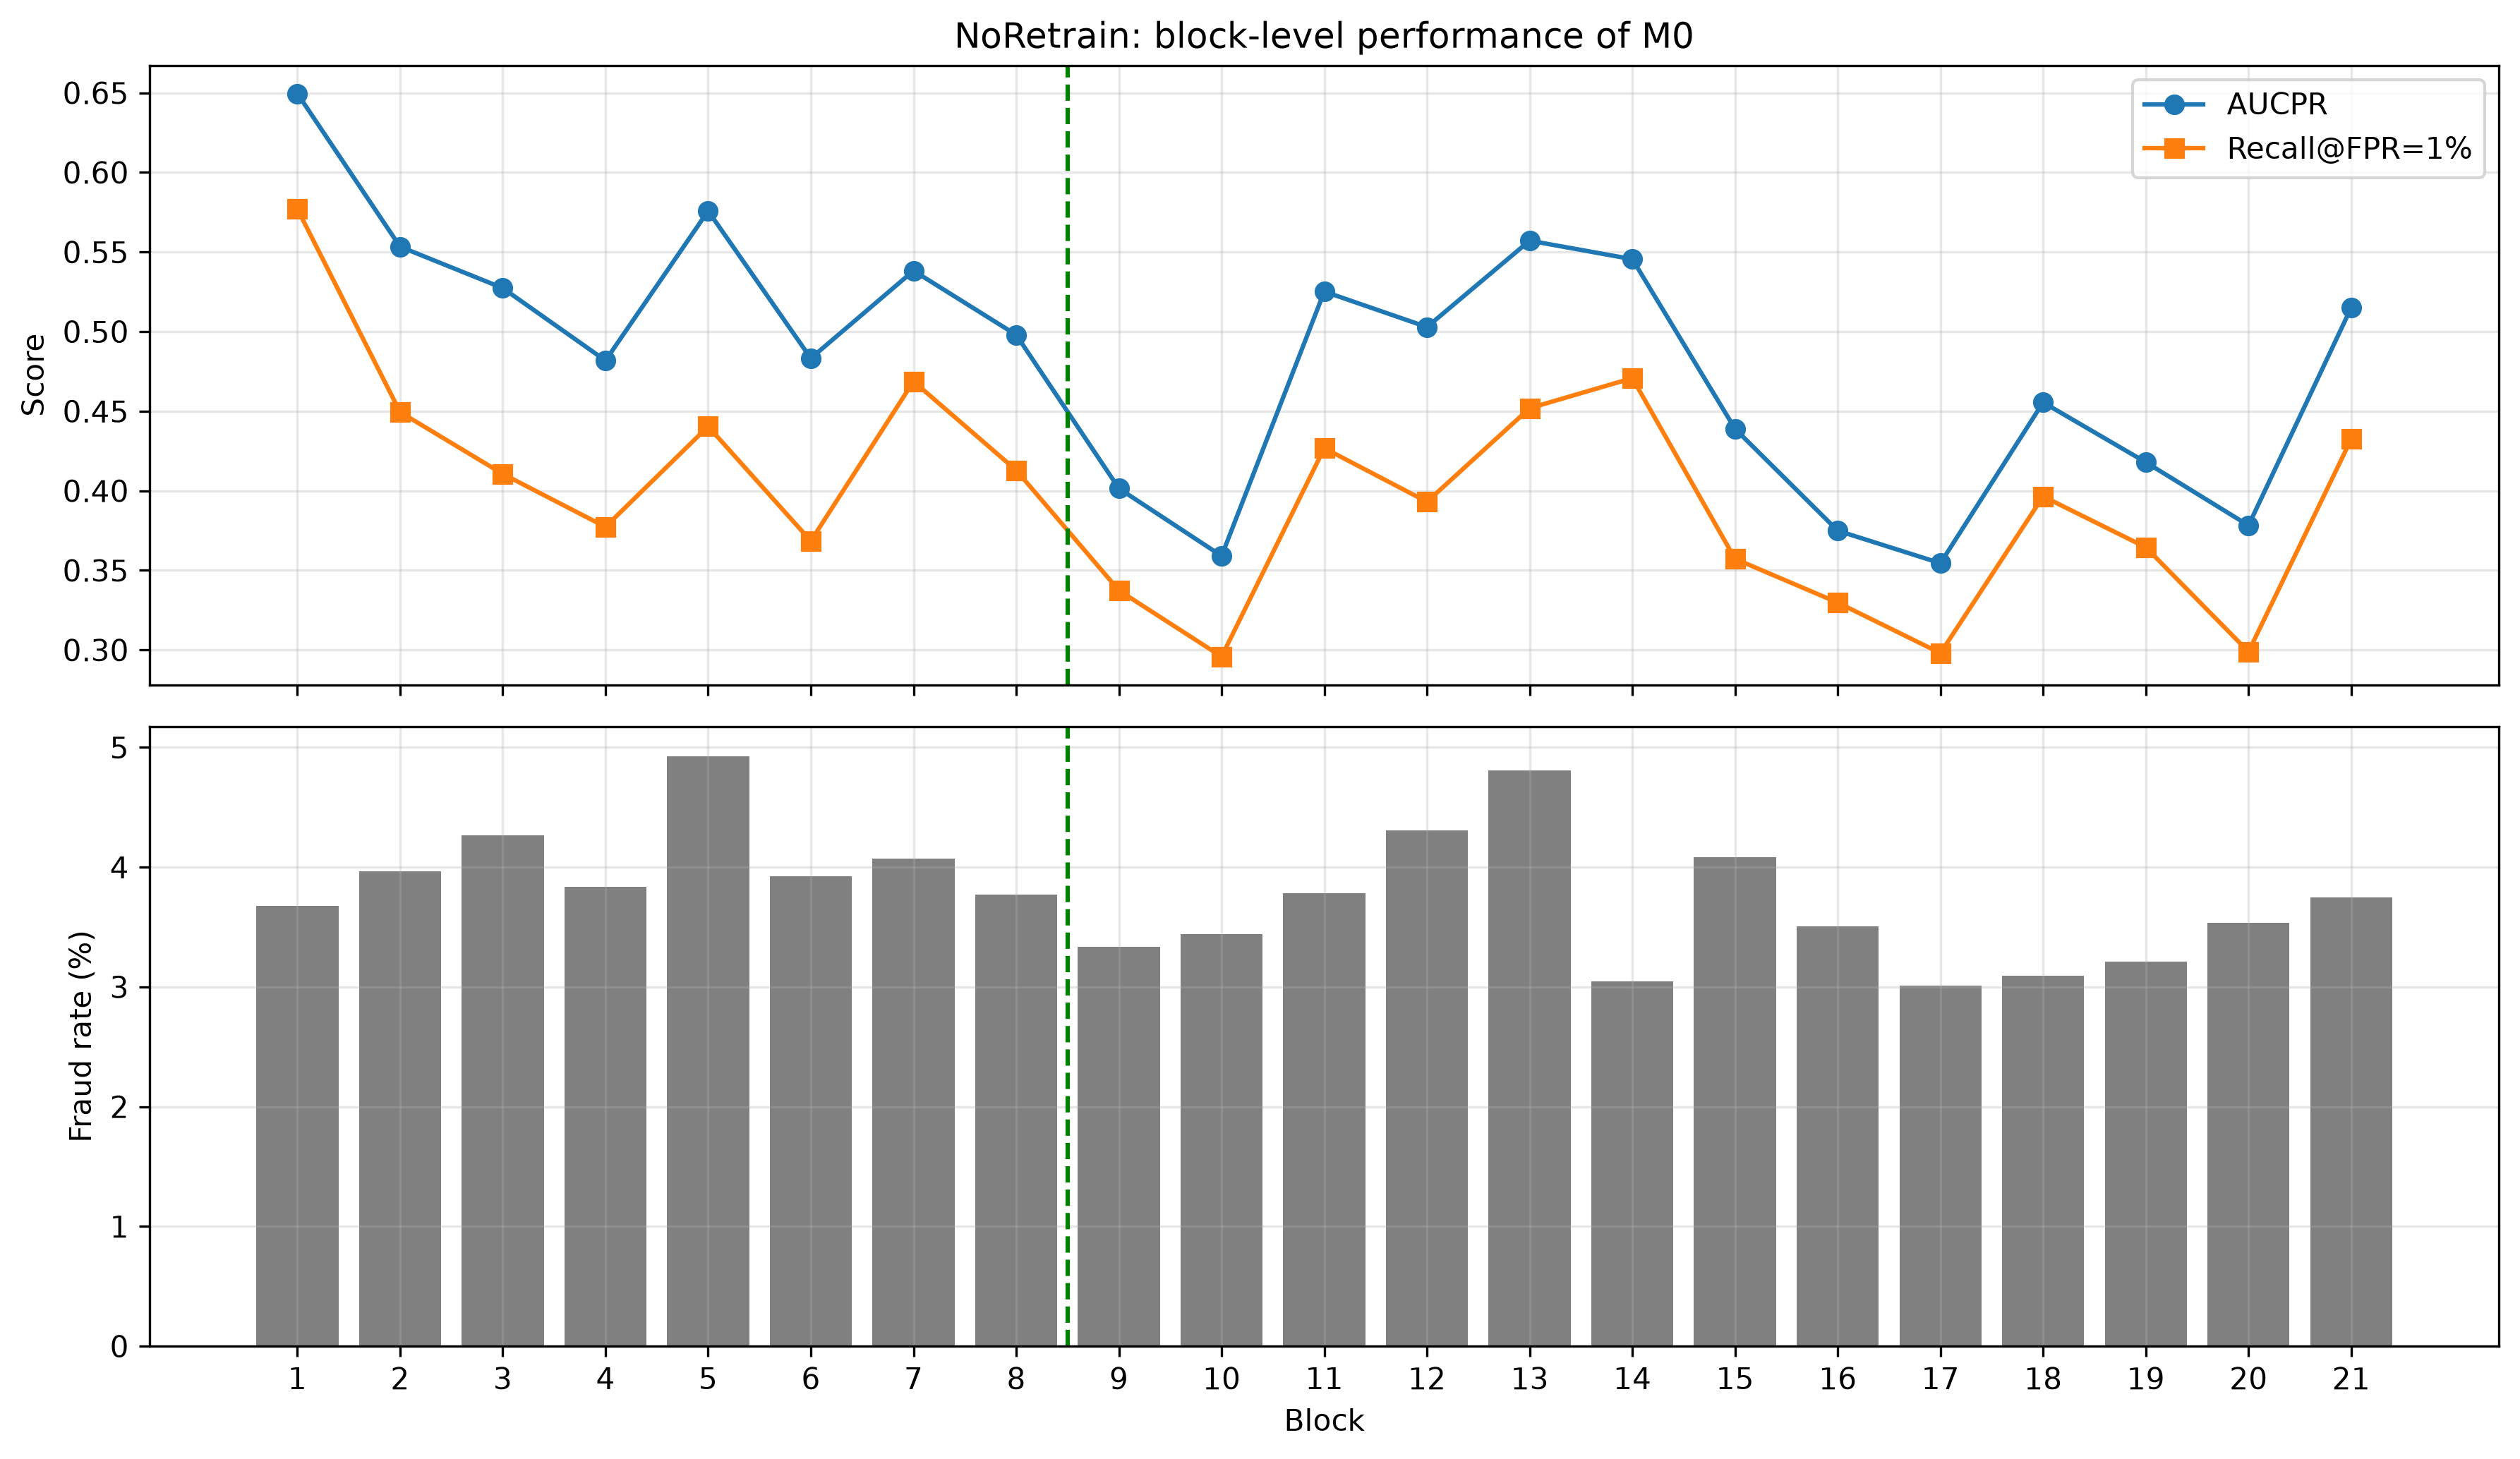 NoRetrain: block-level performance of M0
0.65
0.60
0.55
0.50
0.45
0.40
0.35
0.30
Score
AUCPR
Recall@FPR=1%
5
4
3
2
1
0
Fraud rate (%)
1 2 3 4 5 6 7 8 9 10 11 12 13 14 15 16 17 18 19 20 21
Block